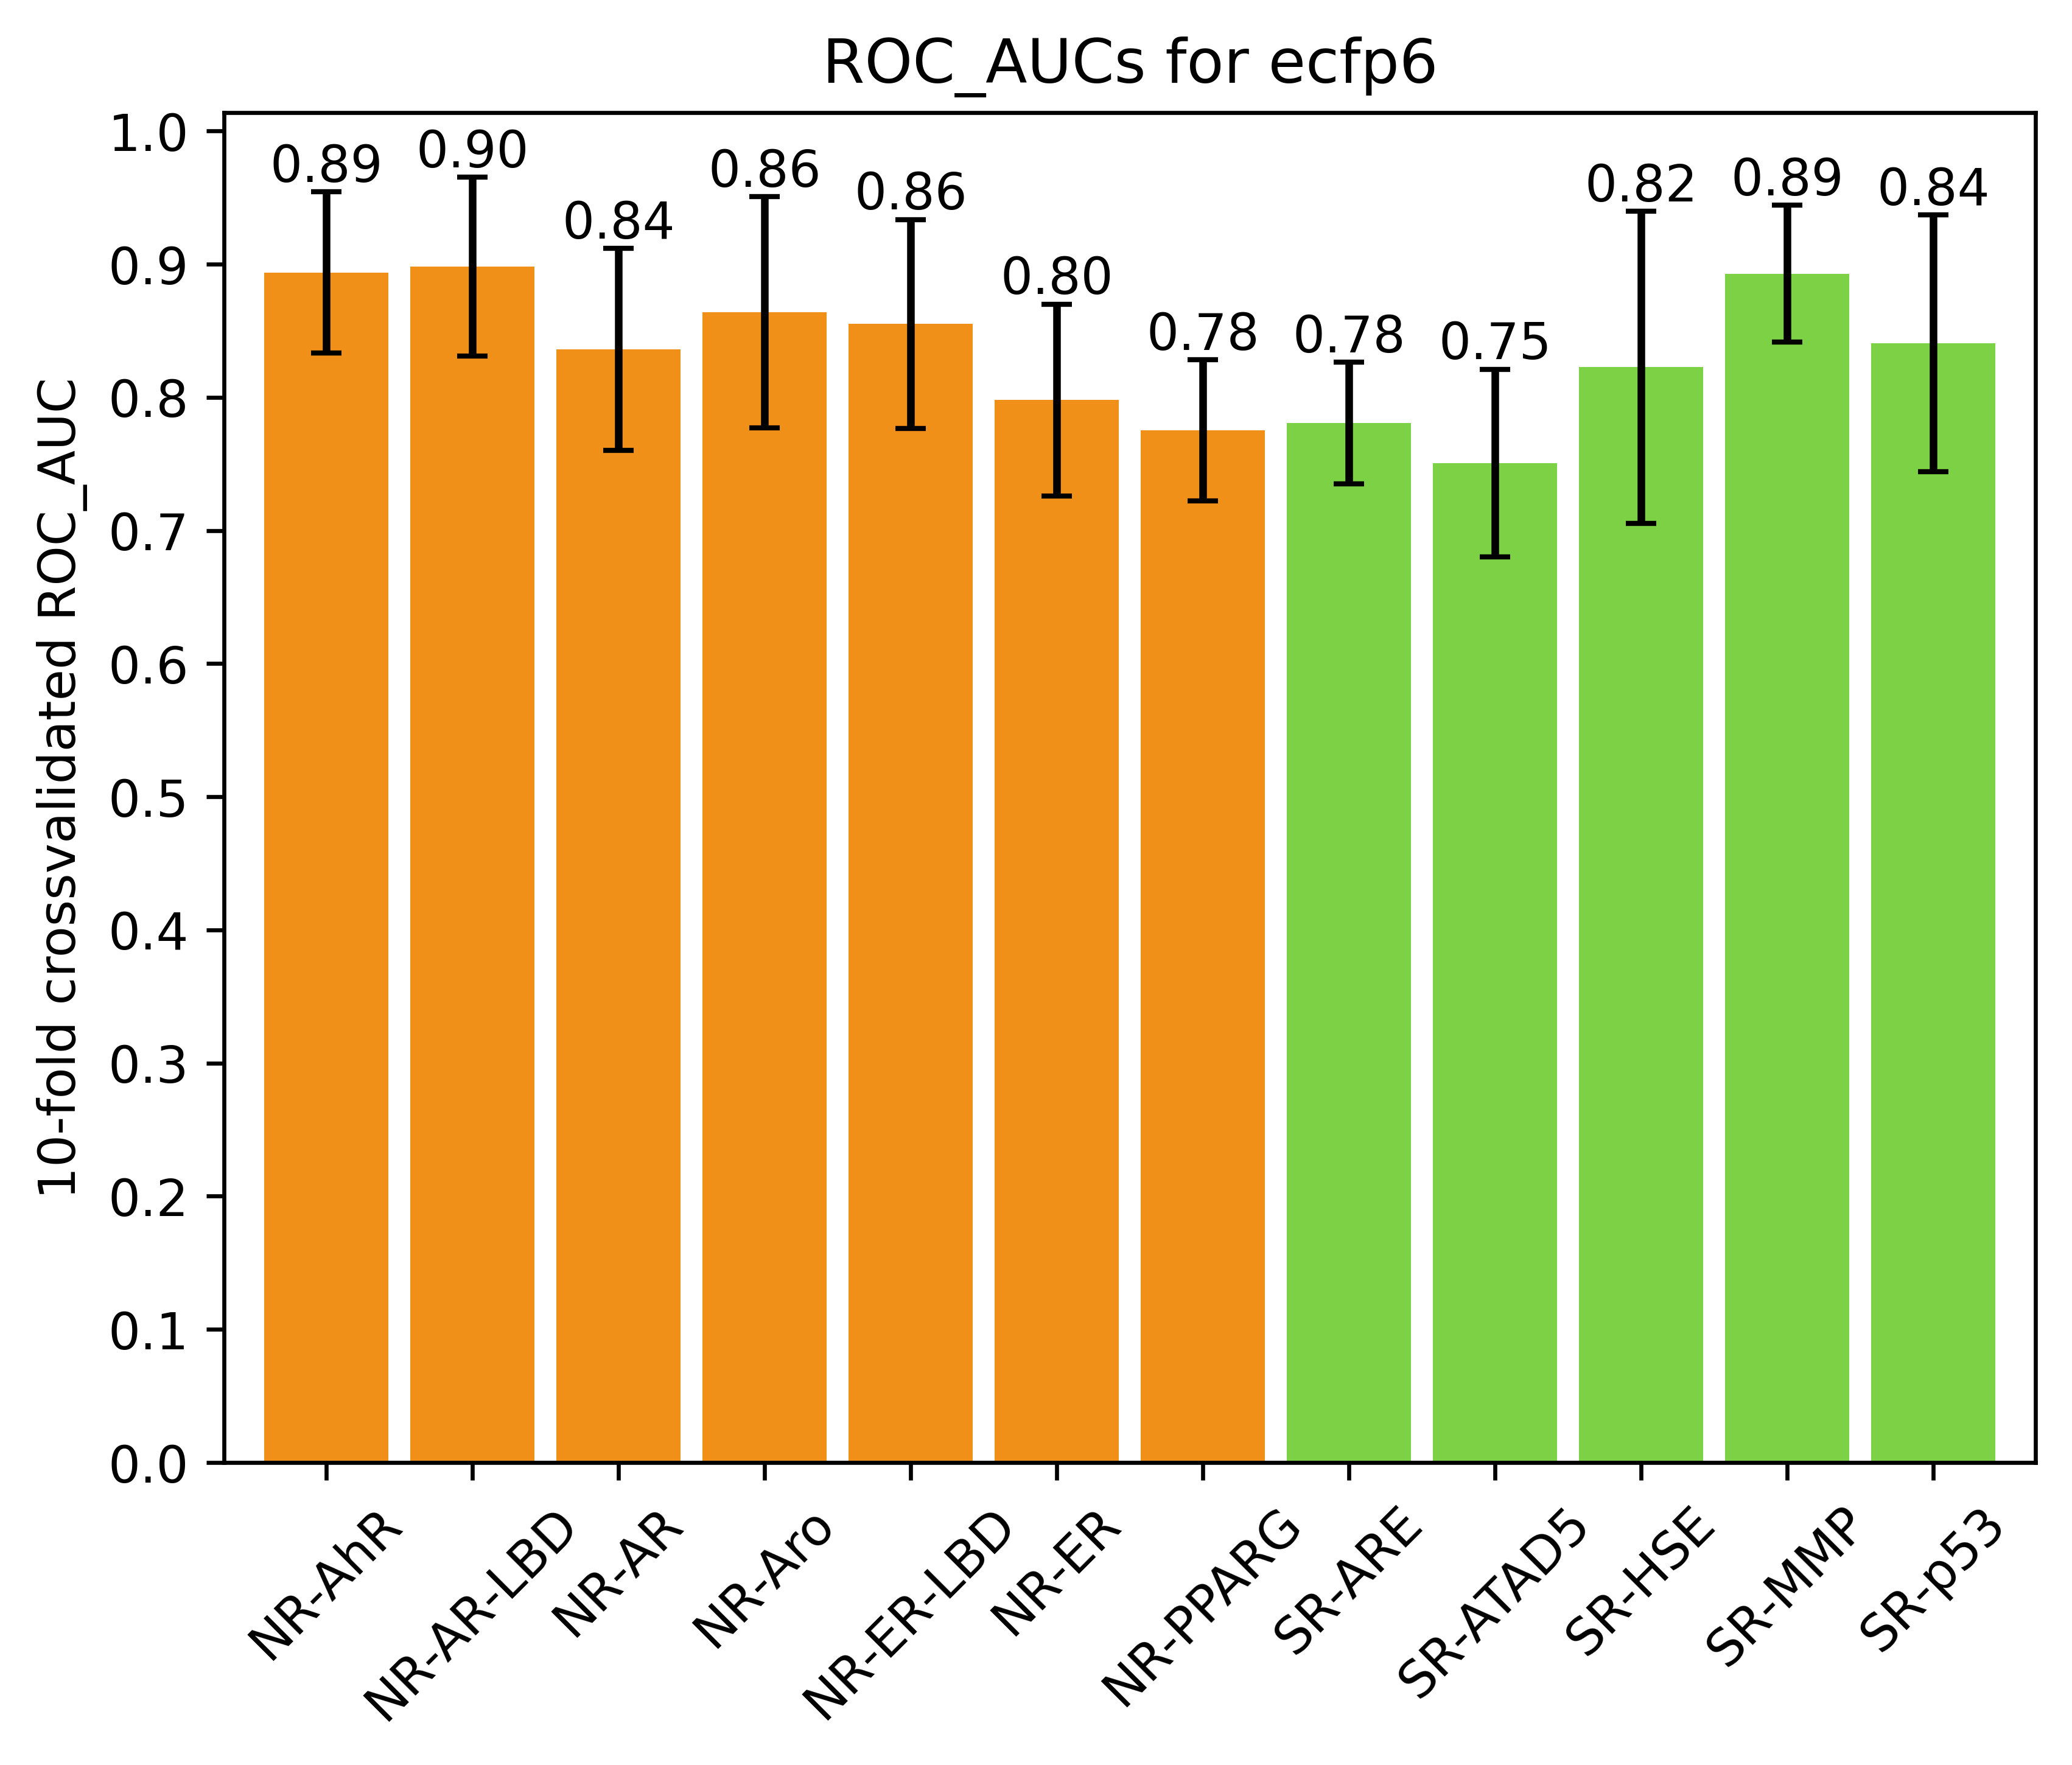 ROC_AUCs for ecfp6
10-fold crossvalidated ROC_AUC
1.0
0.9
0.8
0.7
0.6
0.5
0.4
0.3
0.2
0.1
0.0
0.89
0.90
0.84
0.86
0.86
0.80
0.78
0.78
0.75
0.82
0.89
0.84
NR-AhR
NR-AR-LBD
NR-AR
NR-Aro
NR-ER-LBD
NR-ER
NR-PPARG
SR-ARE
SR-ATAD5
SR-HSE
SR-MMP
SR-p53